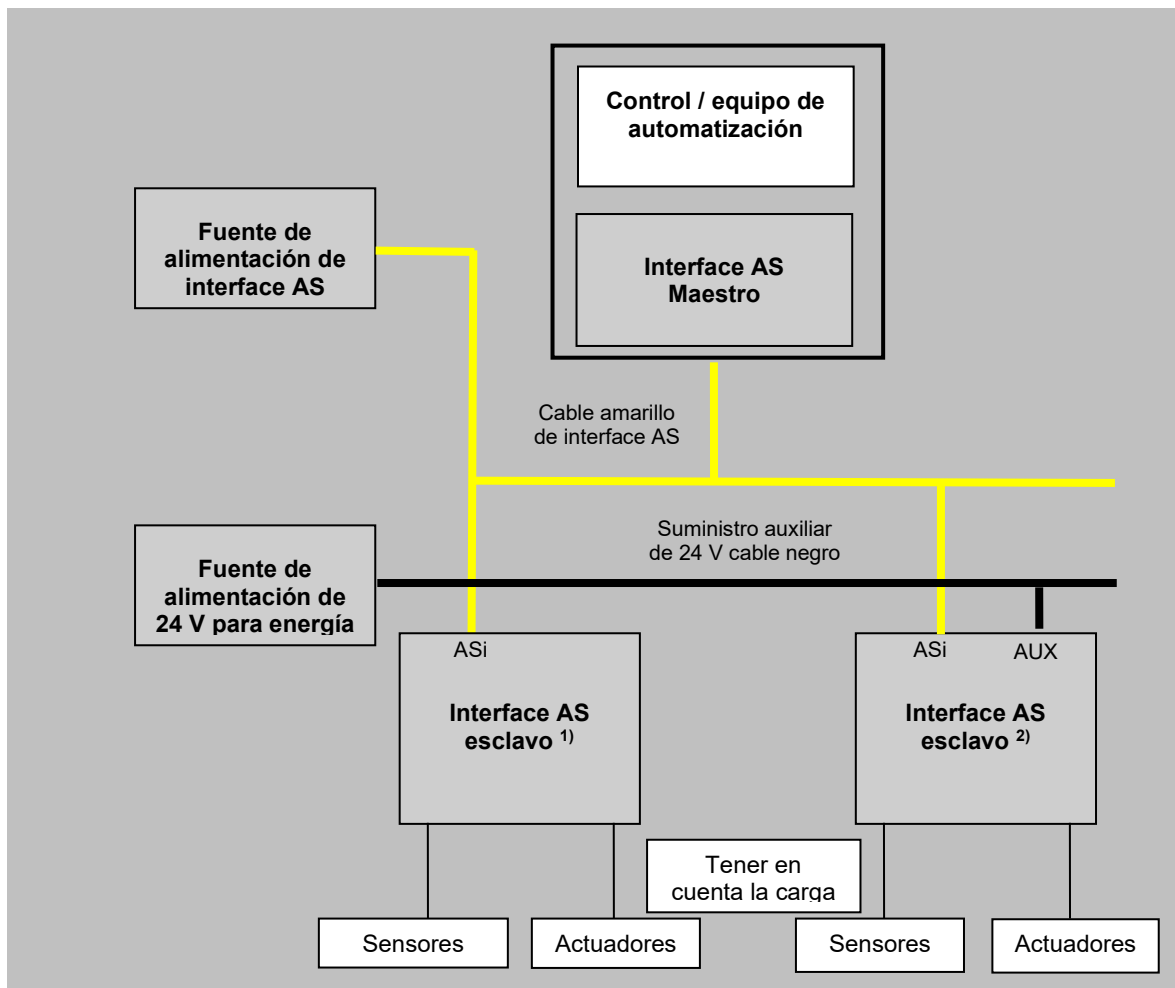 Control / equipo de
automatización
Fuente de
alimentación de
interface AS
Interface AS
Maestro
Cable amarillo
de interface AS
Suministro auxiliar
de 24 V cable negro
Fuente de
alimentación de
24 V para energía
ASi
ASi
AUX
Interface AS
esclavo 1)
Interface AS
esclavo 2)
Tener en
cuenta la carga
Sensores
Actuadores
Sensores
Actuadores